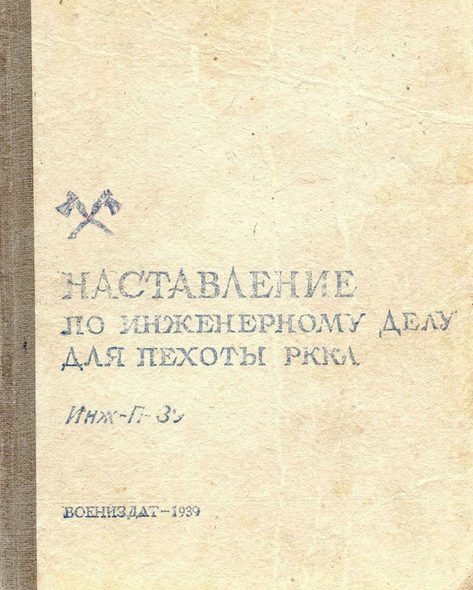 НАСТАВЛЕНИЕ
ПО ИНЖЕНЕРНОМУ ДЕЛУ
ДЛЯ ПЕХОТЫ РККА
Инж-П-39
ВОЕНИЗДАТ-1939